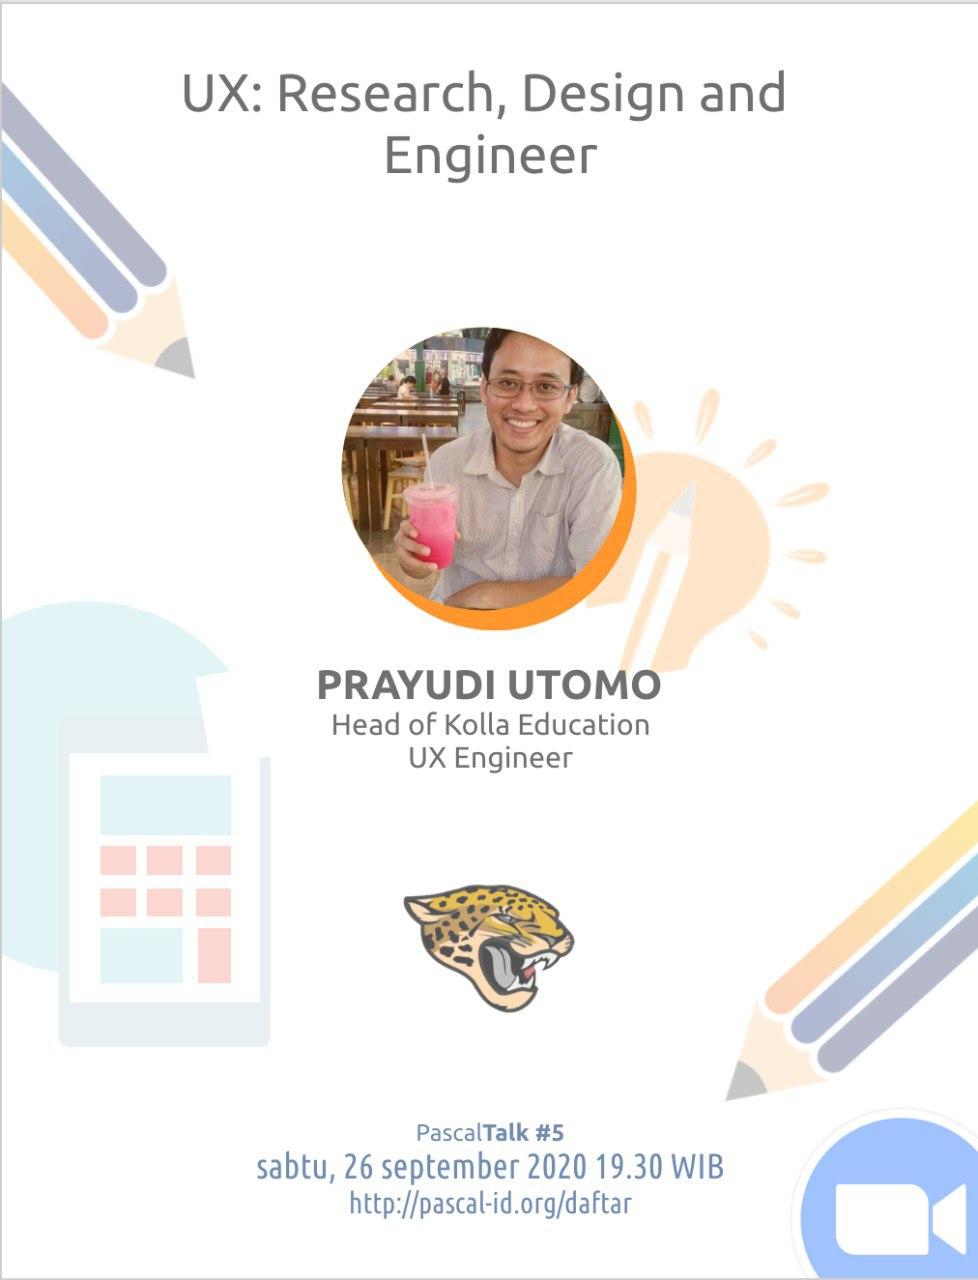 UX: Research, Design and
Engineer
PRAYUDI UTOMO
Head of Kolla Education
UX Engineer
PascalTalk #5
sabtu, 26 september 2020 19.30 WIB
http://pascal-id.org/daftar